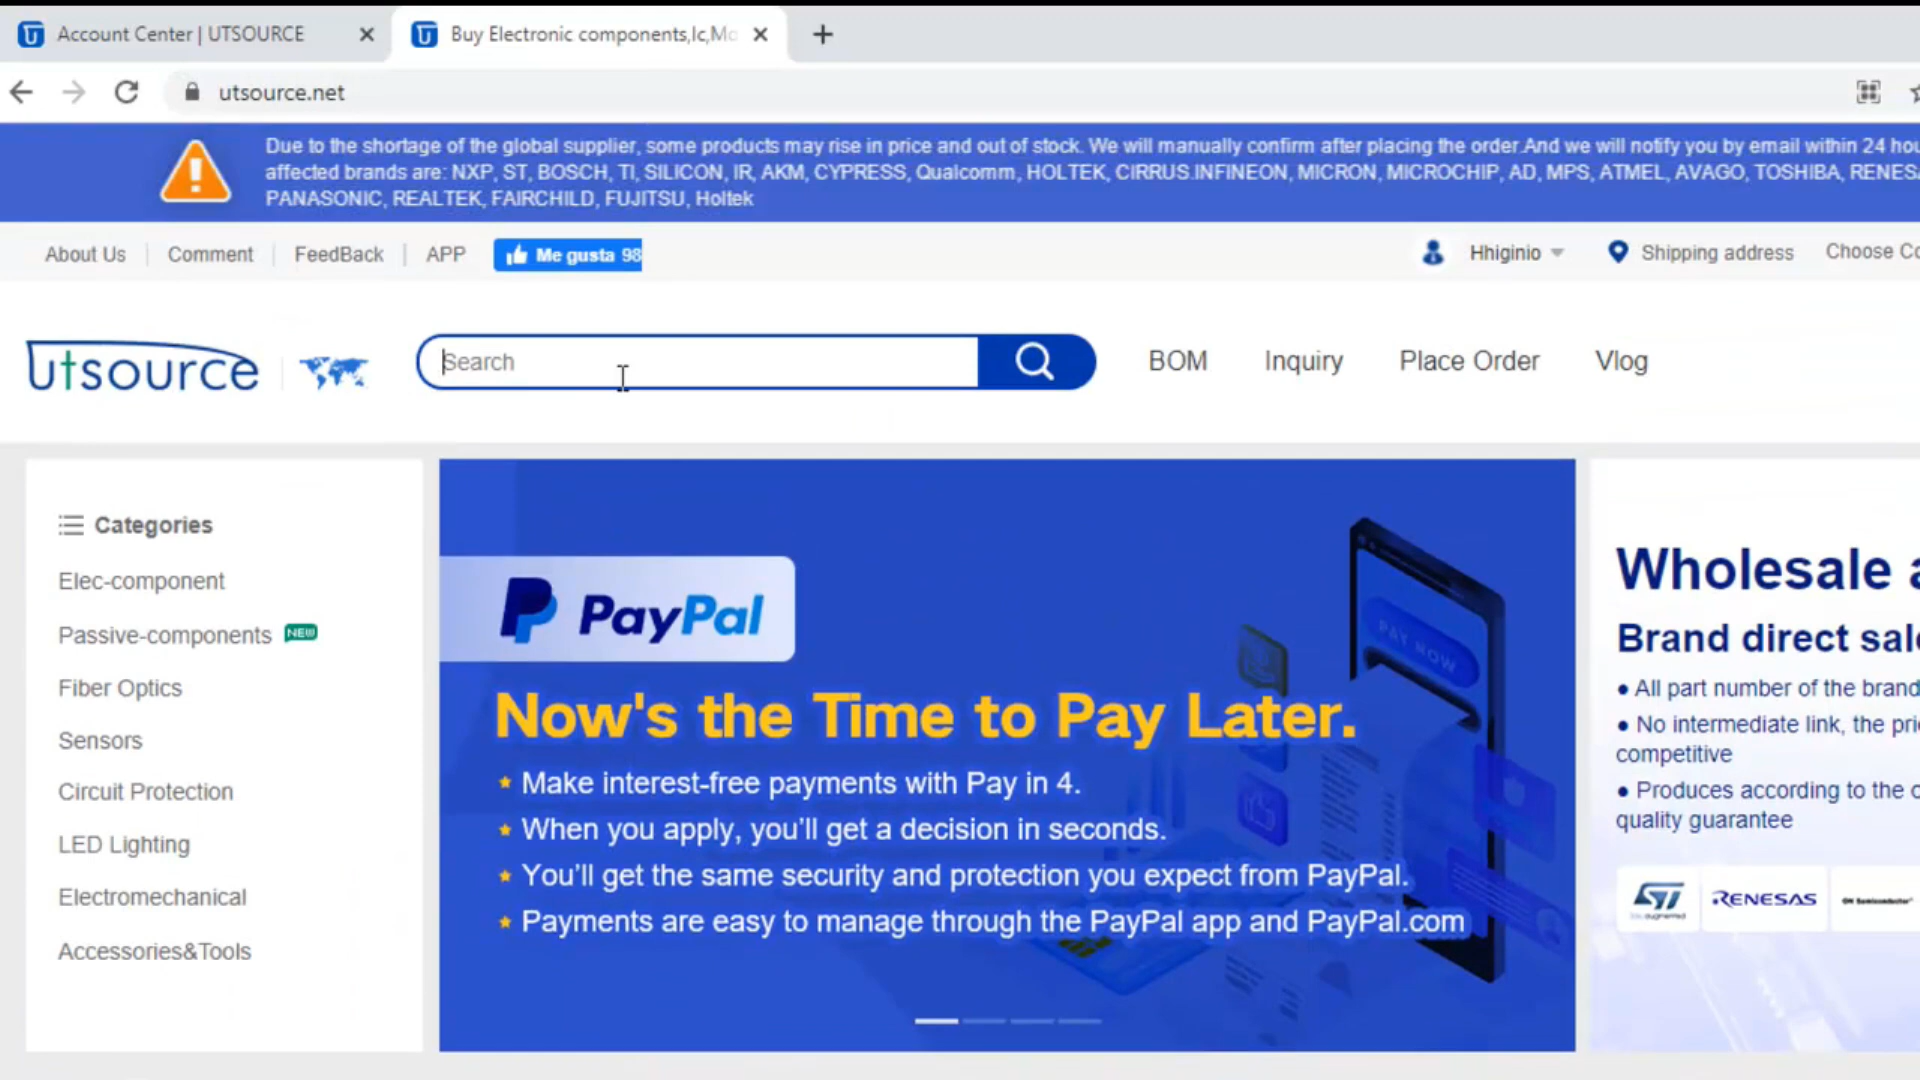 Account Center | UTSOURCE
Buy Electronic components,Ic,Mo
utsource.net
Due to the shortage of the global supplier, some products may rise in price and out of stock. We will manually confirm after placing the order.And we will notify you by email within 24 hou
affected brands are: NXP, ST, BOSCH, TI, SILICON, IR, AKM, CYPRESS, Qualcomm, HOLTEK, CIRRUS.INFINEON, MICRON, MICROCHIP, AD, MPS, ATMEL, AVAGO, TOSHIBA, RENESA
PANASONIC, REALTEK, FAIRCHILD, FUJITSU, Holtek
About Us
Comment
FeedBack
APP
Me gusta 98
Hhiginio
Shipping address
Choose Co
utsource
Search
BOM
Inquiry
Place Order
Vlog
Categories
Elec-component
Passive-components NEW
Fiber Optics
Sensors
Circuit Protection
LED Lighting
Electromechanical
Accessories&Tools
PayPal
PAY NOW
Now's the Time to Pay Later.
Make interest-free payments with Pay in 4.
When you apply, you'll get a decision in seconds.
You'll get the same security and protection you expect from PayPal.
Payments are easy to manage through the PayPal app and PayPal.com
Wholesale a
Brand direct sale
• All part number of the brand
• No intermediate link, the pri
competitive
• Produces according to the o
quality guarantee
ST
RENESAS
ON Semiconductor